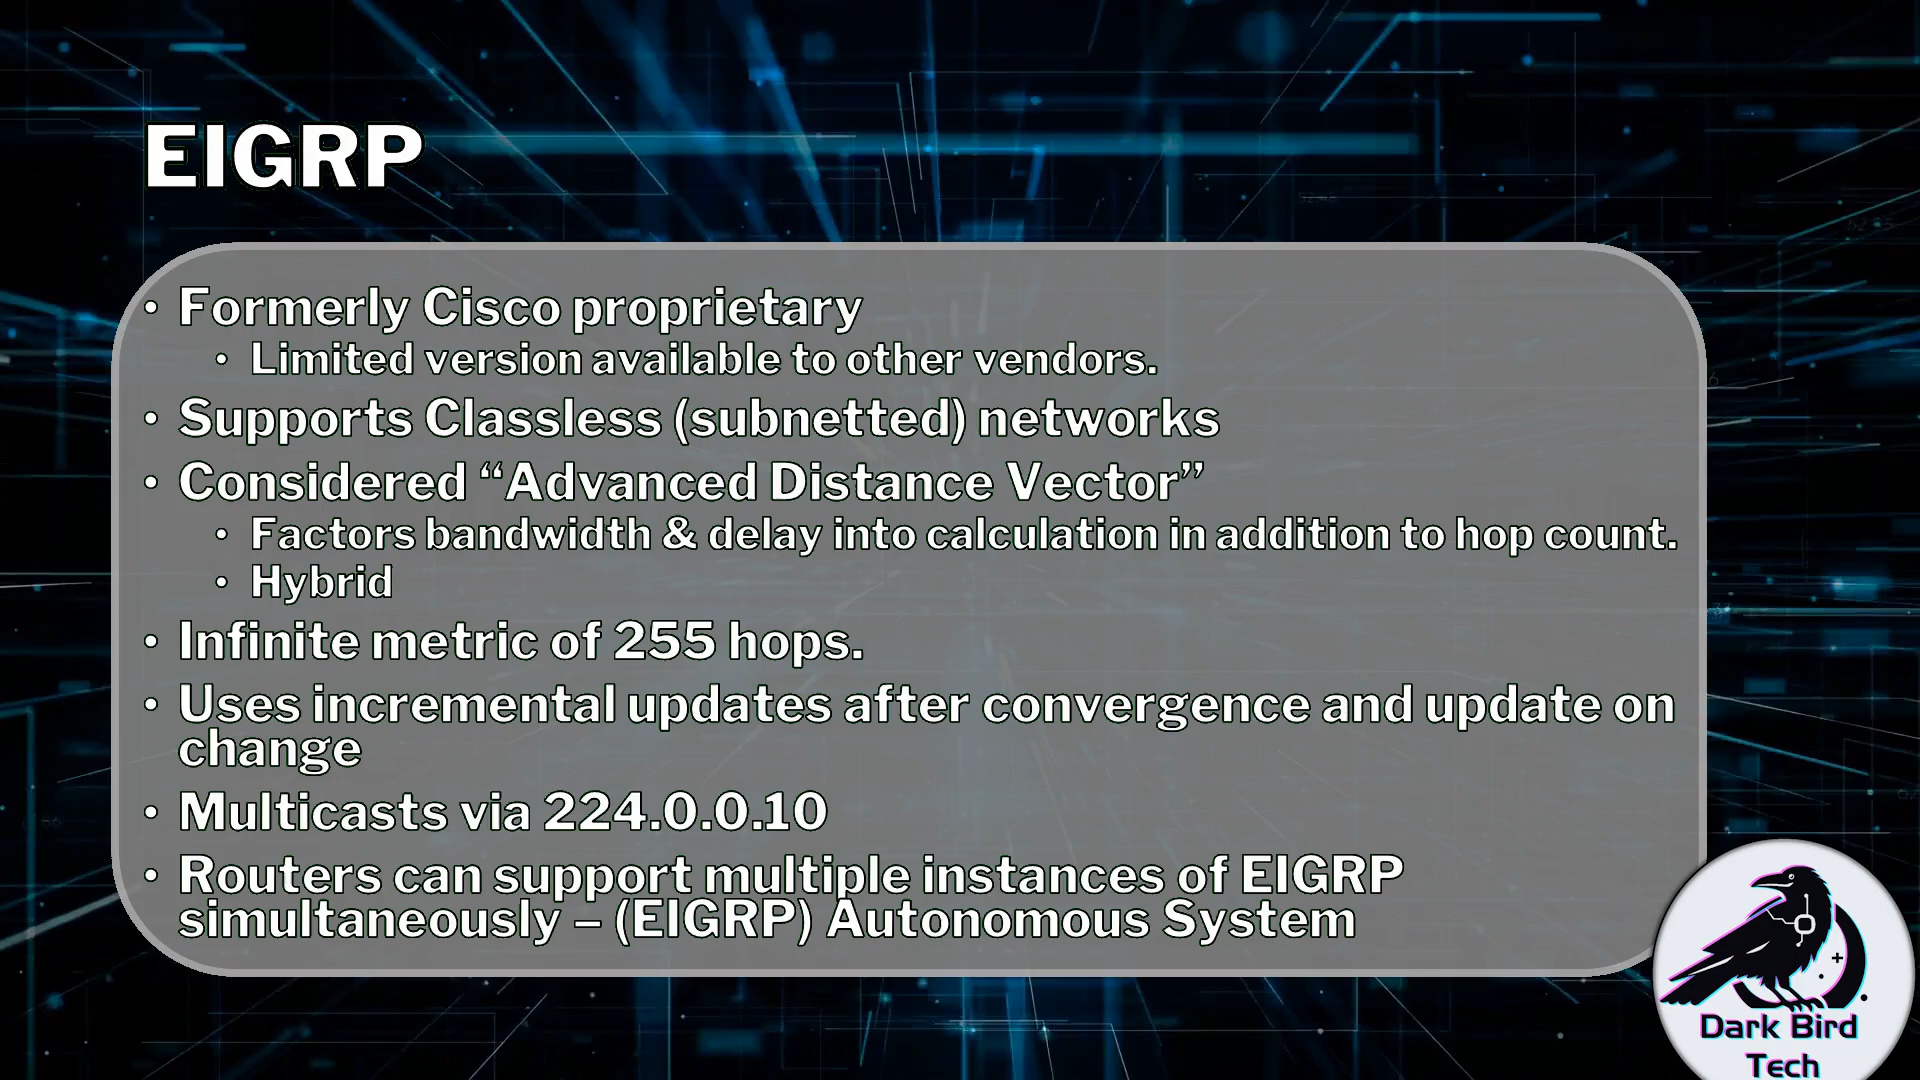 EIGRP
• Formerly Cisco proprietary
• Limited version available to other vendors.
• Supports Classless (subnetted) networks
• Considered “Advanced Distance Vector”
• Factors bandwidth & delay into calculation in addition to hop count.
• Hybrid
• Infinite metric of 255 hops.
• Uses incremental updates after convergence and update on
change
• Multicasts via 224.0.0.10
• Routers can support multiple instances of EIGRP
simultaneously – (EIGRP) Autonomous System
Dark Bird
Tech